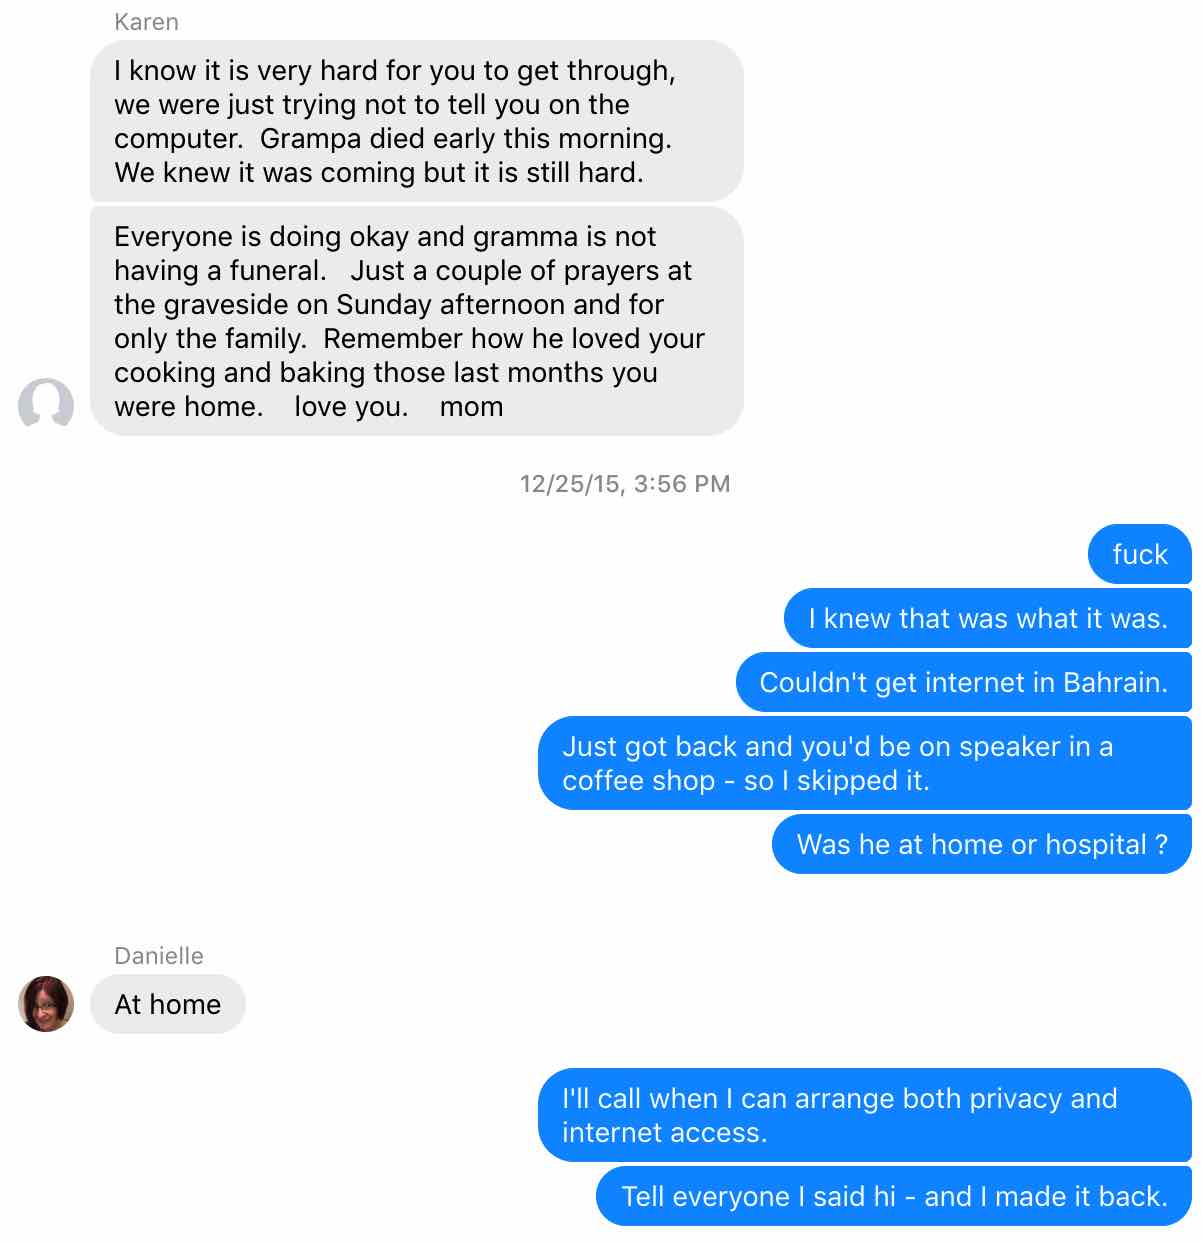 Karen
I know it is very hard for you to get through,
we were just trying not to tell you on the
computer.  Grampa died early this morning.
We knew it was coming but it is still hard.
Everyone is doing okay and gramma is not
having a funeral.   Just a couple of prayers at
the graveside on Sunday afternoon and for
only the family.  Remember how he loved your
cooking and baking those last months you
were home.    love you.    mom
12/25/15, 3:56 PM
fuck
I knew that was what it was.
Couldn't get internet in Bahrain.
Just got back and you'd be on speaker in a
coffee shop - so I skipped it.
Was he at home or hospital ?
Danielle
At home
I'll call when I can arrange both privacy and
internet access.
Tell everyone I said hi - and I made it back.